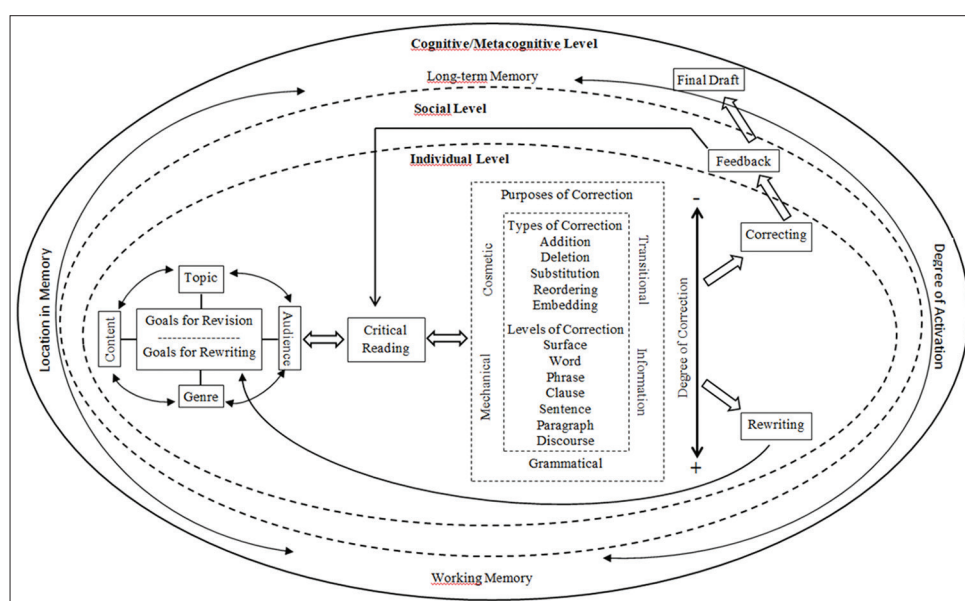 Cognitive/Metacognitive Level
Long-term Memory
Final Draft
Social Level
Individual Level
Feedback
Purposes of Correction
-
Types of Correction
Addition
Deletion
Substitution
Reordering
Embedding
Cosmetic
Transitional
Correcting
Location in Memory
Degree of Activation
Topic
Content
Goals for Revision
Goals for Rewriting
Audience
Genre
Critical
Reading
Levels of Correction
Surface
Word
Phrase
Clause
Sentence
Paragraph
Discourse
Mechanical
Information
Degree of Correction
Rewriting
Grammatical
+
Working Memory